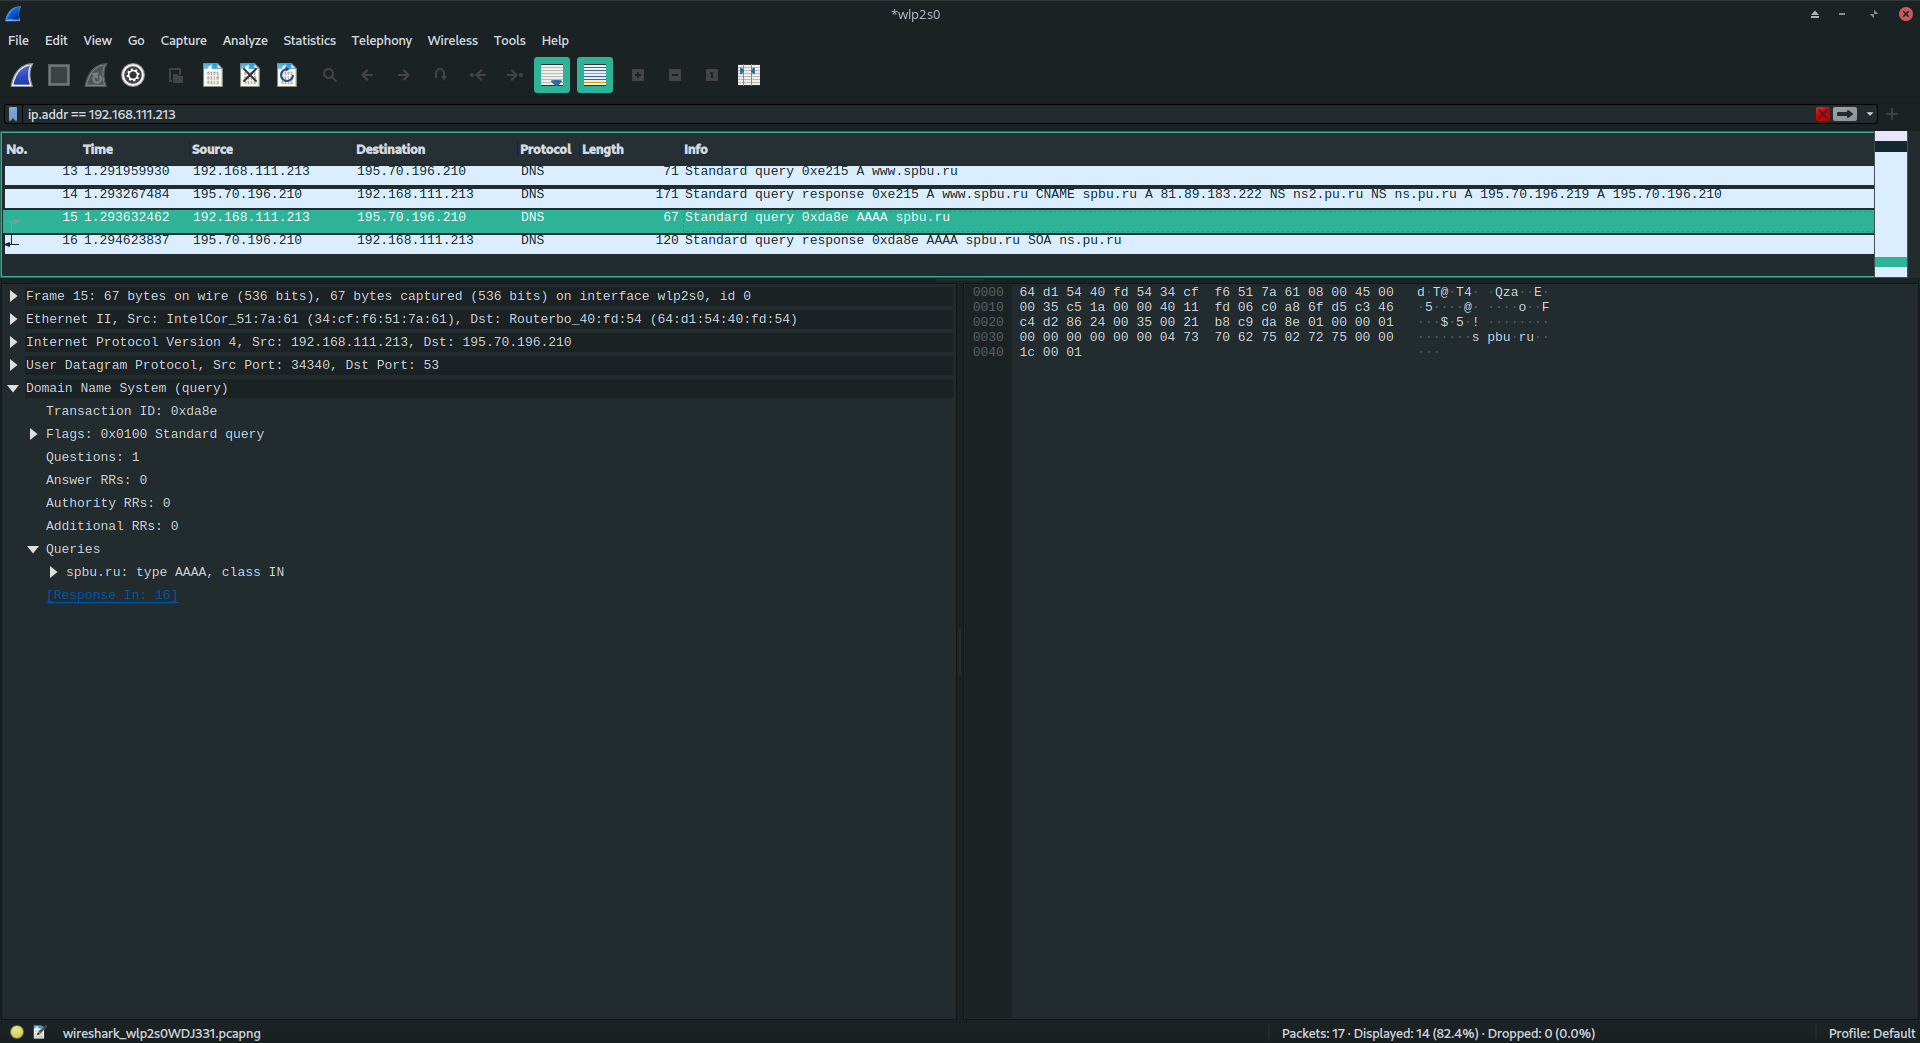 *wlp2s0
File Edit View Go Capture Analyze Statistics Telephony Wireless Tools Help
ip.addr == 192.168.111.213
No. Time Source Destination Protocol Length Info
13 1.291959930 192.168.111.213 195.70.196.210 DNS 71 Standard query 0xe215 A www.spbu.ru
14 1.293267484 195.70.196.210 192.168.111.213 DNS 171 Standard query response 0xe215 A www.spbu.ru CNAME spbu.ru A 81.89.183.222 NS ns2.pu.ru NS ns.pu.ru A 195.70.196.219 A 195.70.196.210
15 1.293632462 192.168.111.213 195.70.196.210 DNS 67 Standard query 0xda8e AAAA spbu.ru
16 1.294623837 195.70.196.210 192.168.111.213 DNS 120 Standard query response 0xda8e AAAA spbu.ru SOA ns.pu.ru
Frame 15: 67 bytes on wire (536 bits), 67 bytes captured (536 bits) on interface wlp2s0, id 0
Ethernet II, Src: IntelCor_51:7a:61 (34:cf:f6:51:7a:61), Dst: Routerbo_40:fd:54 (64:d1:54:40:fd:54)
Internet Protocol Version 4, Src: 192.168.111.213, Dst: 195.70.196.210
User Datagram Protocol, Src Port: 34340, Dst Port: 53
Domain Name System (query)
Transaction ID: 0xda8e
Flags: 0x0100 Standard query
Questions: 1
Answer RRs: 0
Authority RRs: 0
Additional RRs: 0
Queries
spbu.ru: type AAAA, class IN
[Response In: 16]
0000 64 d1 54 40 fd 54 34 cf f6 51 7a 61 08 00 45 00 d·T@·T4· ·Qza··E·
0010 00 35 c5 1a 00 00 40 11 fd 06 c0 a8 6f d5 c3 46 ·5····@· ····o··F
0020 c4 d2 86 24 00 35 00 21 b8 c9 da 8e 01 00 00 01 ···$·5·! ········
0030 00 00 00 00 00 00 04 73 70 62 75 02 72 75 00 00 ·······s pbu·ru··
0040 1c 00 01 ···
wireshark_wlp2s0WDJ331.pcapng
Packets: 17 · Displayed: 14 (82.4%) · Dropped: 0 (0.0%)
Profile: Default